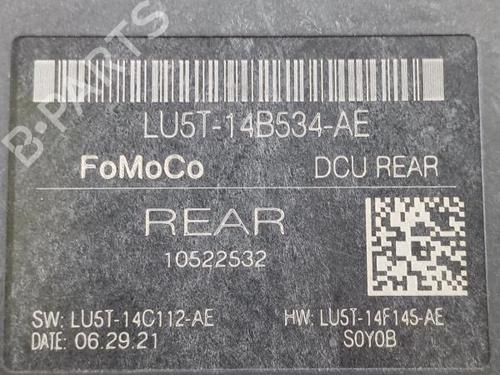 B-PARTS
LU5T-14B534-AE
FoMoCo DCU REAR
REAR
10522532
SW: LU5T-14C112-AE HW: LU5T-14F145-AE
DATE: 06.29.21 S0Y0B